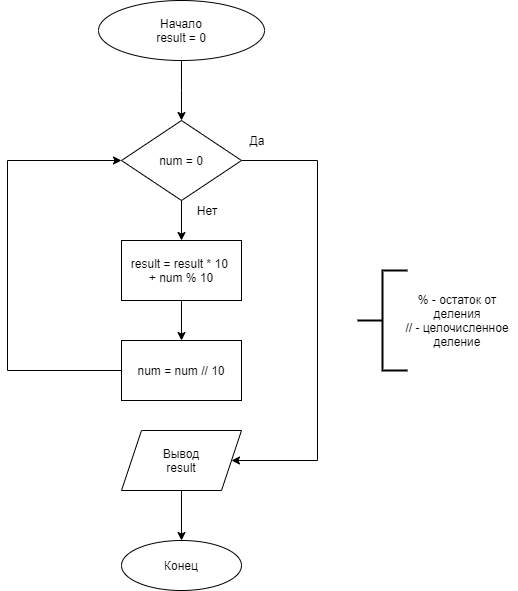 Начало
result = 0
Да
num = 0
Нет
result = result * 10
+ num % 10
% - остаток от
деления
// - целочисленное
деление
num = num // 10
Вывод
result
Конец